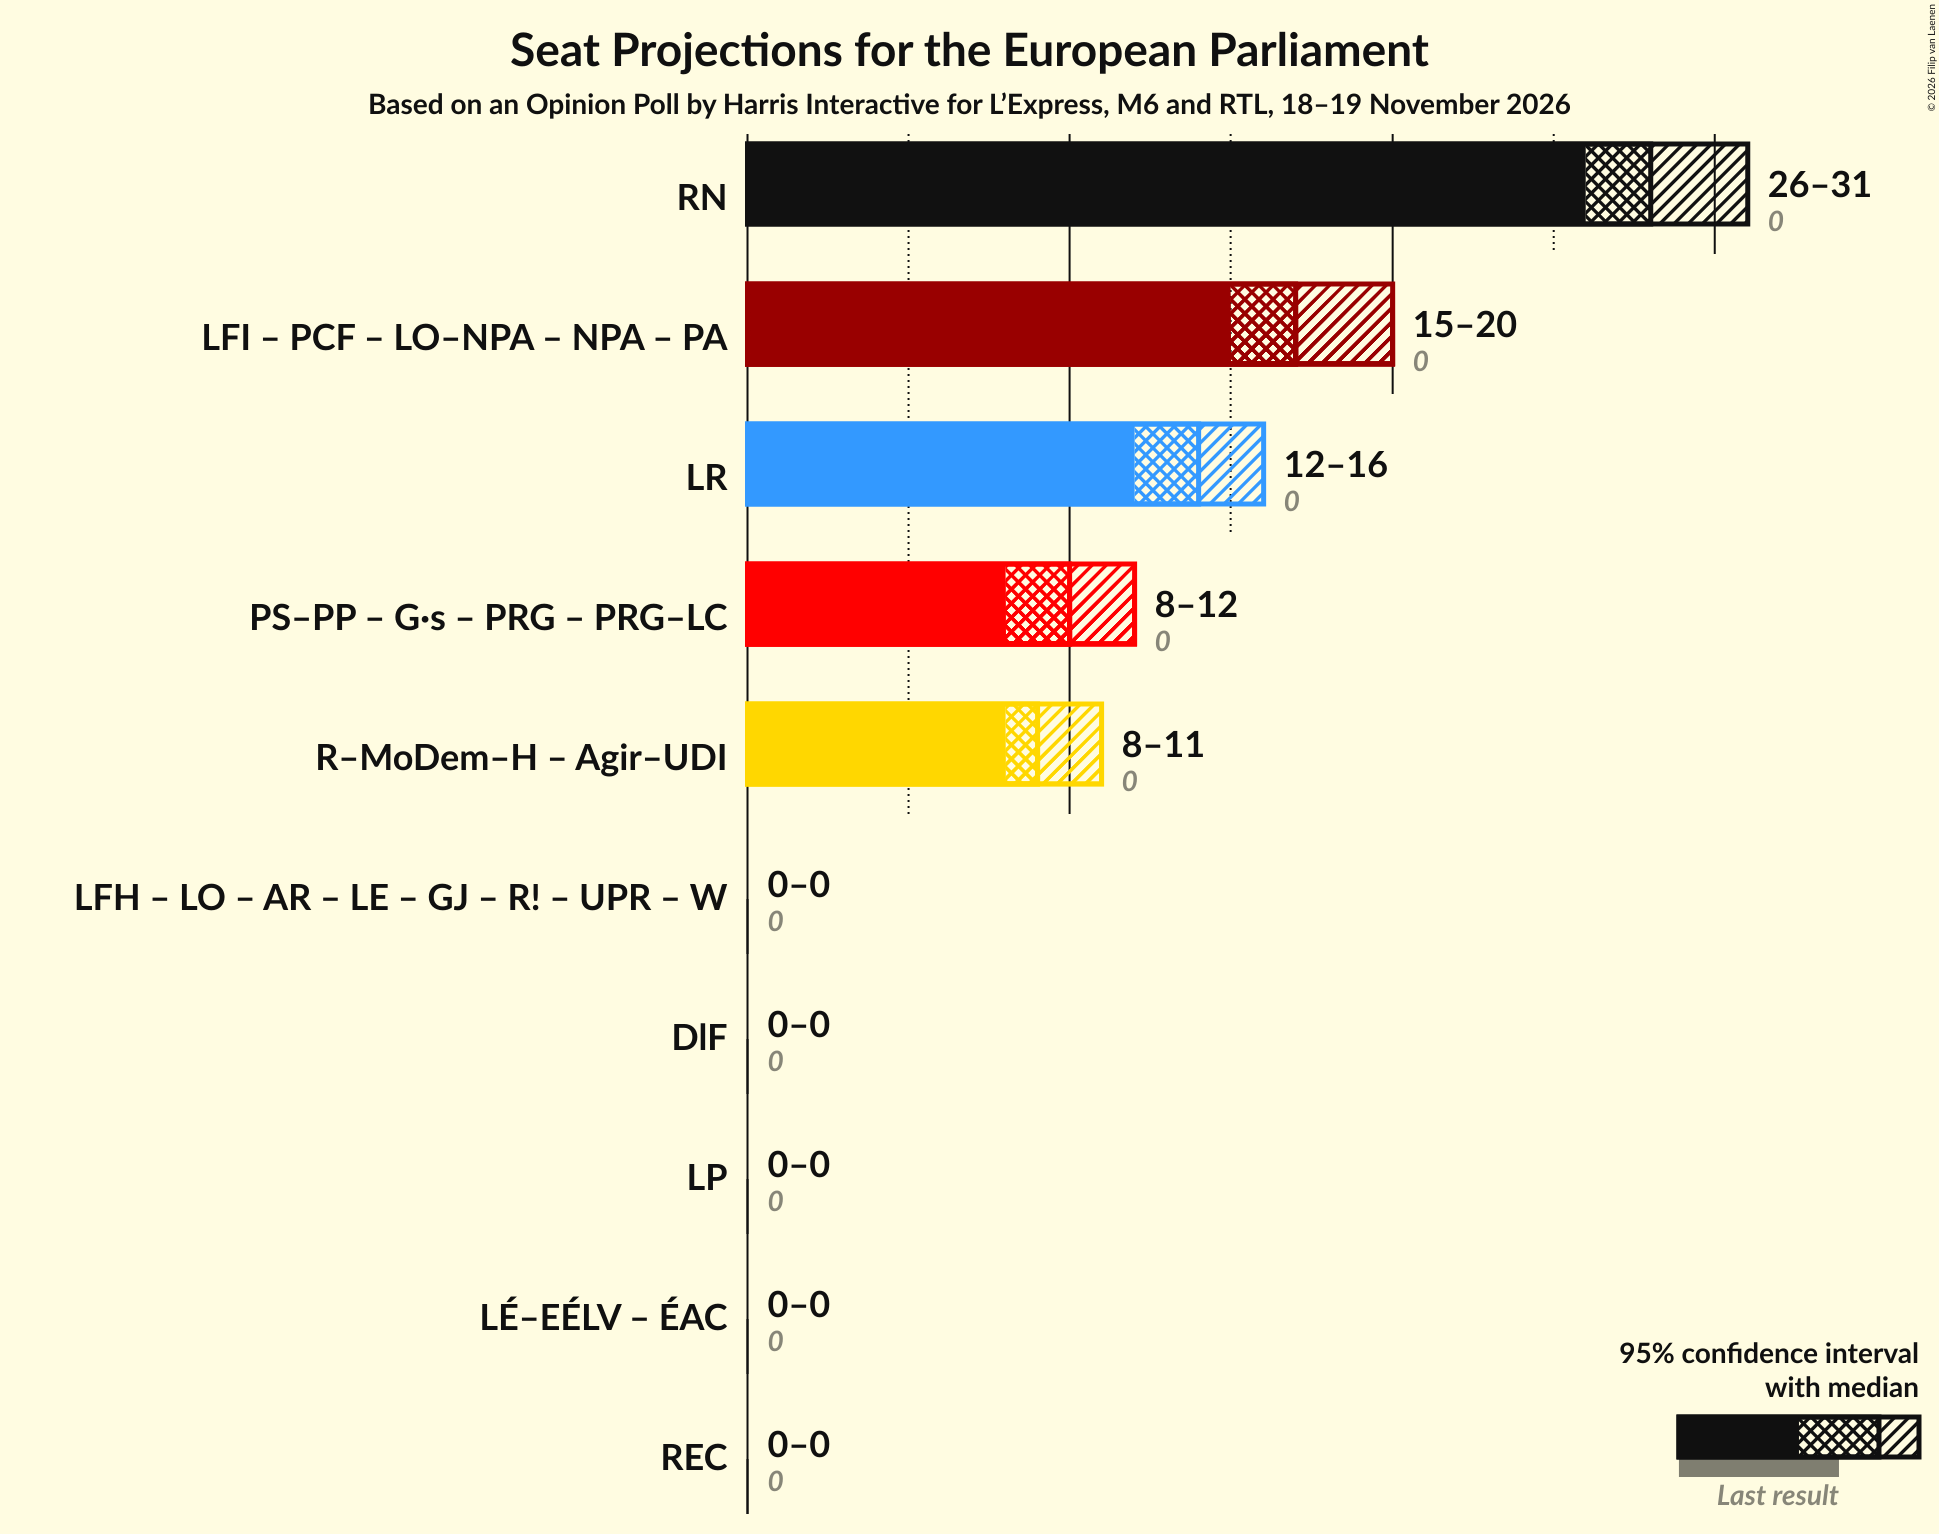 Seat Projections for the European Parliament
Based on an Opinion Poll by Harris Interactive for L’Express, M6 and RTL, 18–19 November 2026
© 2026 Filip van Laenen
RN
26–31
0
LFI – PCF – LO–NPA – NPA – PA
15–20
0
LR
12–16
0
PS–PP – G·s – PRG – PRG–LC
8–12
0
R–MoDem–H – Agir–UDI
8–11
0
LFH – LO – AR – LE – GJ – R! – UPR – W
0–0
0
DlF
0–0
0
LP
0–0
0
LÉ–EÉLV – ÉAC
0–0
0
REC
0–0
0
95% confidence interval
with median
Last result